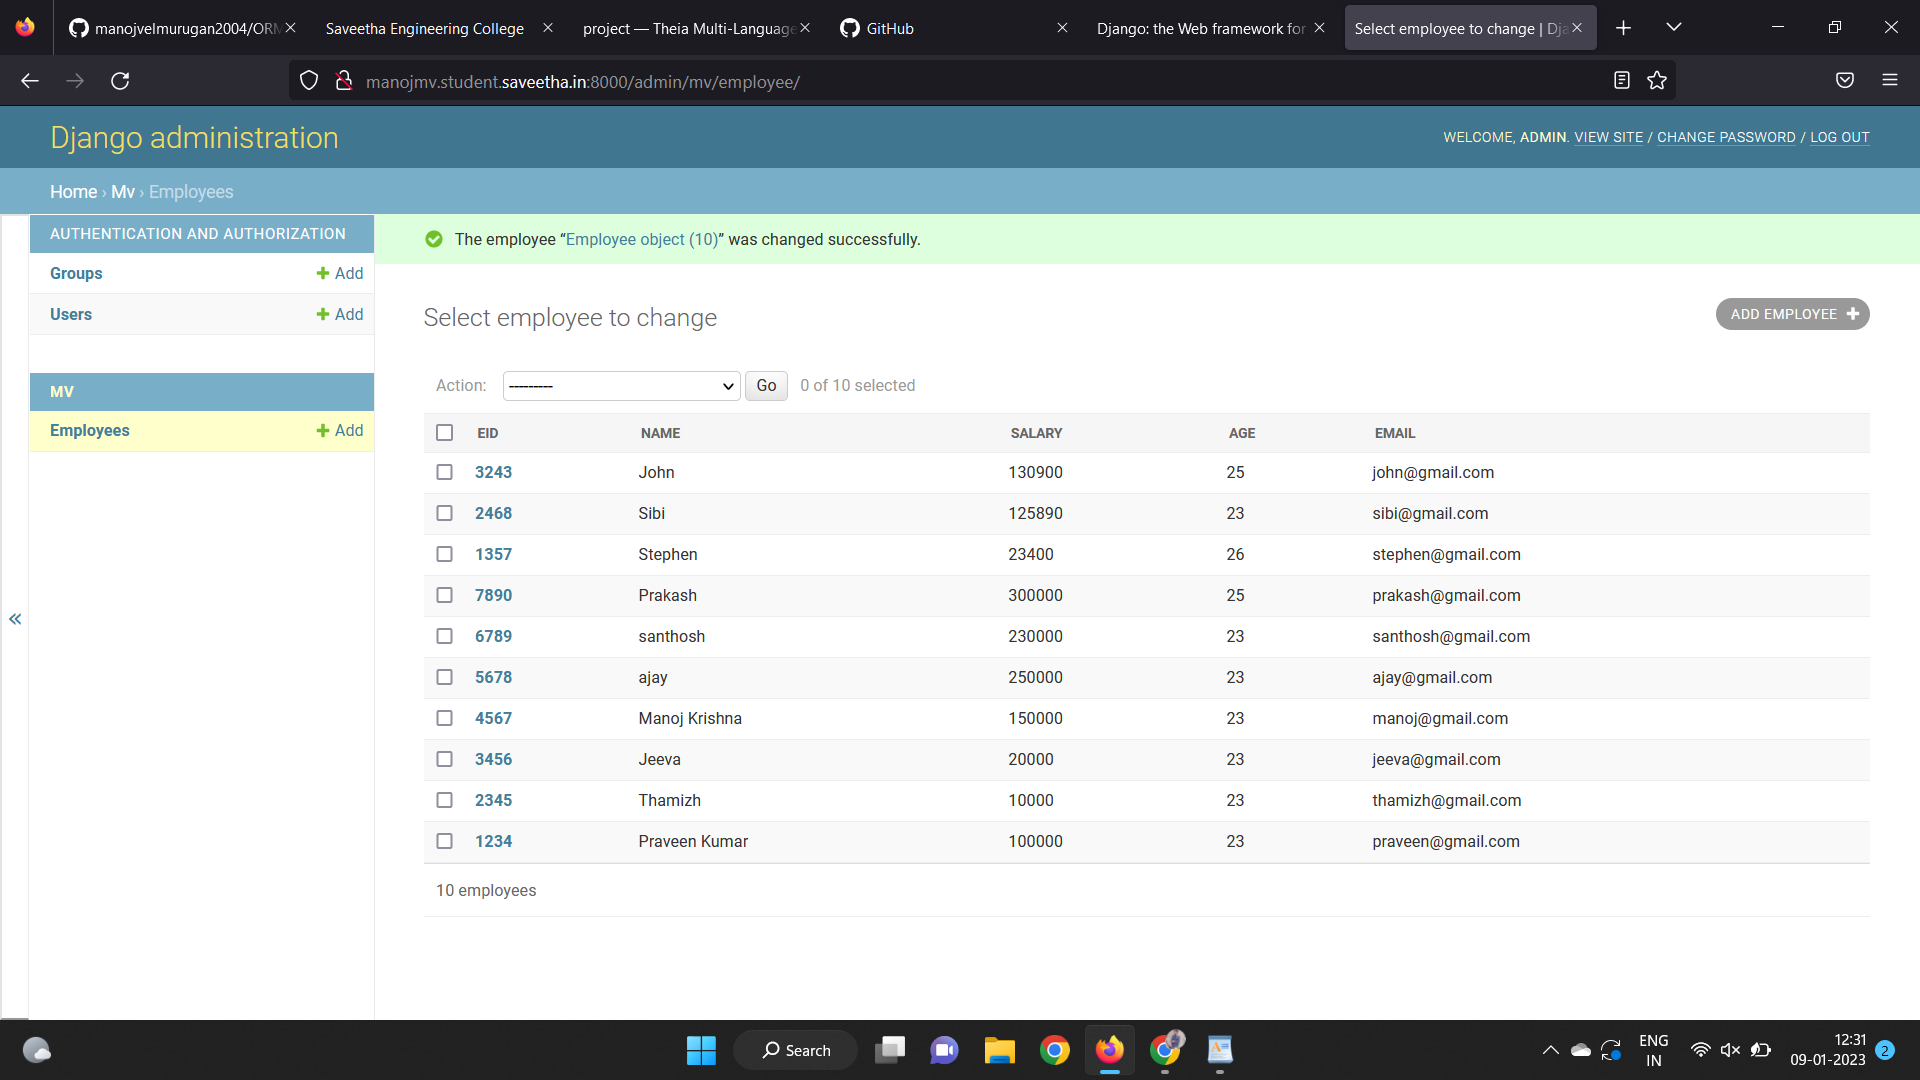 manojvelmurugan2004/ORM
Saveetha Engineering College
project — Theia Multi-Language
GitHub
Django: the Web framework for
Select employee to change | Dja
manojmv.student.saveetha.in:8000/admin/mv/employee/
Django administration
WELCOME, ADMIN. VIEW SITE / CHANGE PASSWORD / LOG OUT
Home › Mv › Employees
AUTHENTICATION AND AUTHORIZATION
Groups + Add
Users + Add
MV
Employees + Add
«
The employee “Employee object (10)” was changed successfully.
Select employee to change
ADD EMPLOYEE +
Action: --------- Go 0 of 10 selected
EID NAME SALARY AGE EMAIL
3243 John 130900 25 john@gmail.com
2468 Sibi 125890 23 sibi@gmail.com
1357 Stephen 23400 26 stephen@gmail.com
7890 Prakash 300000 25 prakash@gmail.com
6789 santhosh 230000 23 santhosh@gmail.com
5678 ajay 250000 23 ajay@gmail.com
4567 Manoj Krishna 150000 23 manoj@gmail.com
3456 Jeeva 20000 23 jeeva@gmail.com
2345 Thamizh 10000 23 thamizh@gmail.com
1234 Praveen Kumar 100000 23 praveen@gmail.com
10 employees
Search
ENG
IN
12:31
09-01-2023
2